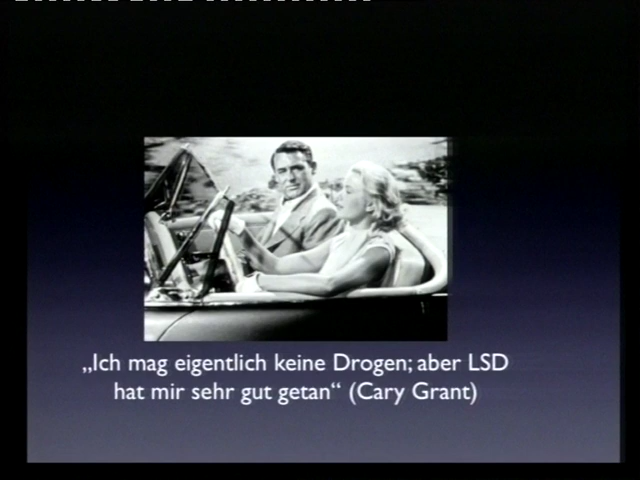 „Ich mag eigentlich keine Drogen; aber LSD
hat mir sehr gut getan“ (Cary Grant)